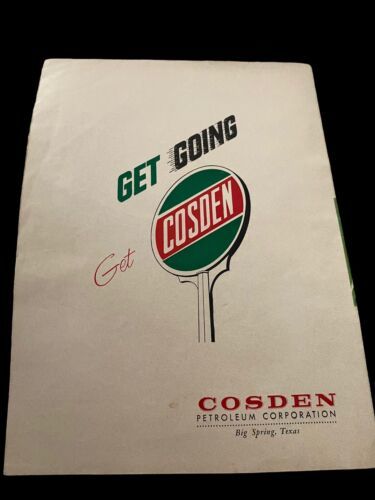 GET GOING
Get COSDEN
COSDEN
PETROLEUM CORPORATION
Big Spring, Texas